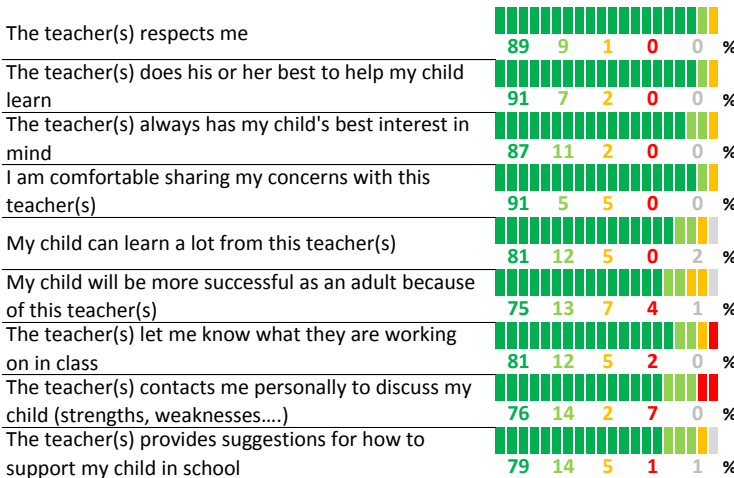 The teacher(s) respects me
89 9 1 0 0 %
The teacher(s) does his or her best to help my child
learn
91 7 2 0 0 %
The teacher(s) always has my child's best interest in
mind
87 11 2 0 0 %
I am comfortable sharing my concerns with this
teacher(s)
91 5 5 0 0 %
My child can learn a lot from this teacher(s)
81 12 5 0 2 %
My child will be more successful as an adult because
of this teacher(s)
75 13 7 4 1 %
The teacher(s) let me know what they are working
on in class
81 12 5 2 0 %
The teacher(s) contacts me personally to discuss my
child (strengths, weaknesses....)
76 14 2 7 0 %
The teacher(s) provides suggestions for how to
support my child in school
79 14 5 1 1 %